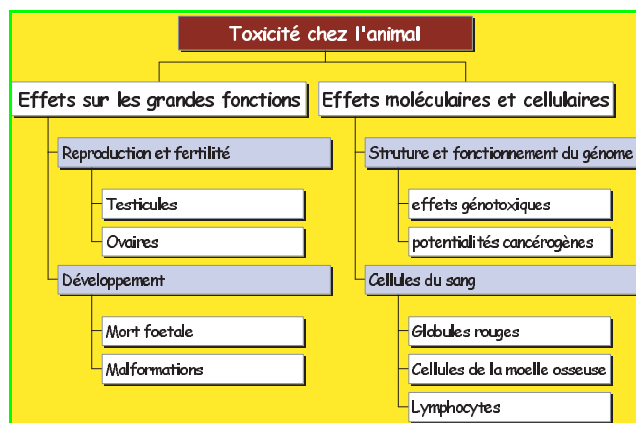 Toxicité chez l'animal
Effets sur les grandes fonctions
Effets moléculaires et cellulaires
Reproduction et fertilité
Testicules
Ovaires
Développement
Mort foetale
Malformations
Struture et fonctionnement du génome
effets génotoxiques
potentialités cancérogènes
Cellules du sang
Globules rouges
Cellules de la moelle osseuse
Lymphocytes